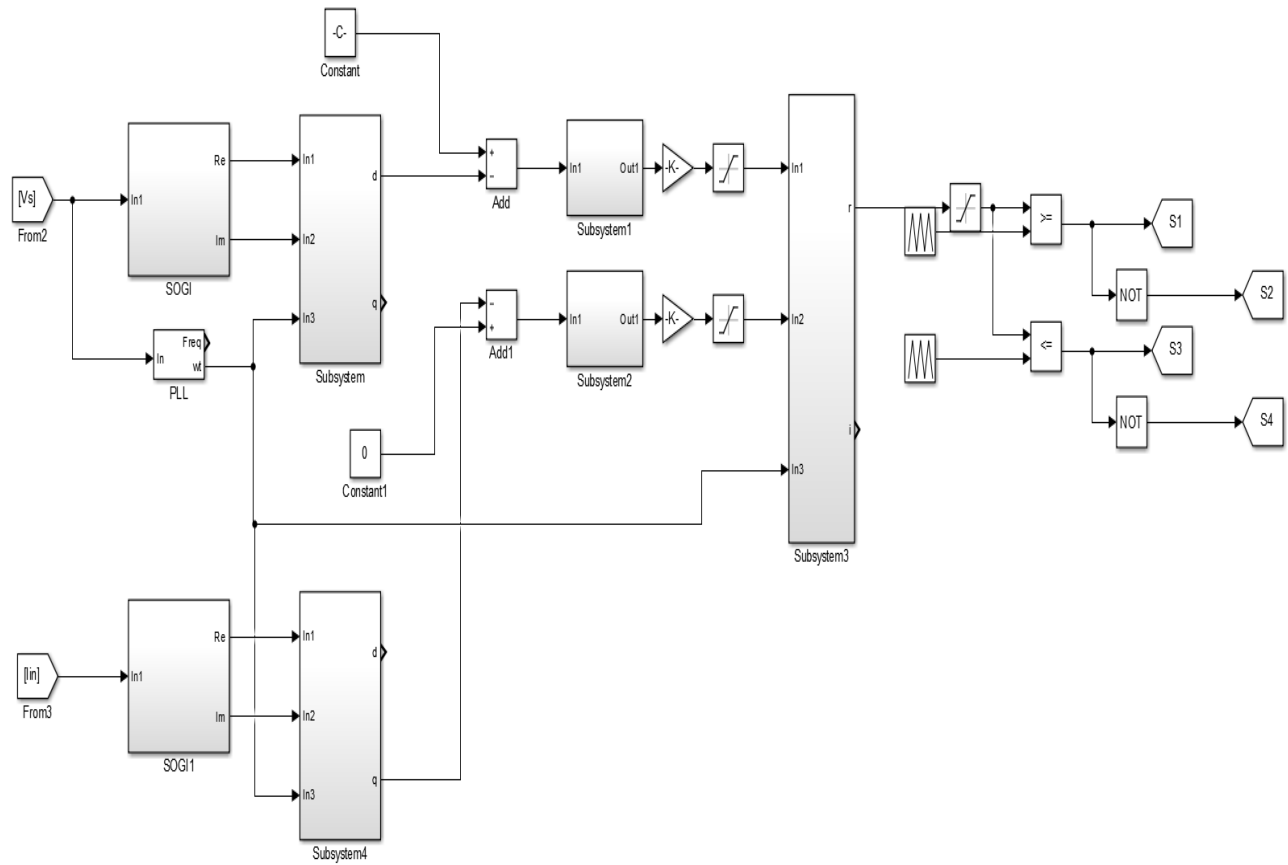 -C-
Constant
Re
In1
Im
SOGI
[Vs]
From2
In
Freq
wt
PLL
In1
d
In2
q
In3
Subsystem
+
−
Add
In1
Out1
Subsystem1
-K-
−
+
Add1
In1
Out1
Subsystem2
-K-
0
Constant1
In1
r
In2
i
In3
Subsystem3
>=
S1
NOT
S2
<=
S3
NOT
S4
[Iin]
From3
Re
In1
Im
SOGI1
In1
d
In2
q
In3
Subsystem4